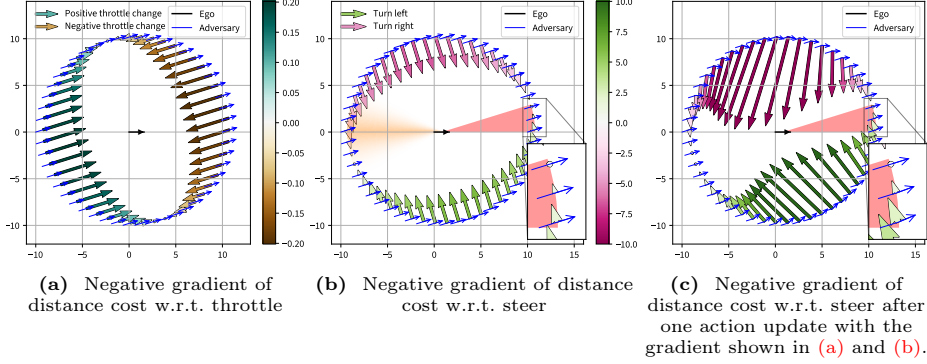 Positive throttle change
Negative throttle change
Ego
Adversary
10
5
0
−5
−10
−10 −5 0 5 10
0.20
0.15
0.10
0.05
0.00
−0.05
−0.10
−0.15
−0.20
Turn left
Turn right
Ego
Adversary
10
5
0
−5
−10
−10 −5 0 5 10 15
10.0
7.5
5.0
2.5
0.0
−2.5
−5.0
−7.5
−10.0
Ego
Adversary
10
5
0
−5
−10
−10 −5 0 5 10 15
(a) Negative gradient of
distance cost w.r.t. throttle
(b) Negative gradient of distance
cost w.r.t. steer
(c) Negative gradient of
distance cost w.r.t. steer after
one action update with the
gradient shown in (a) and (b).